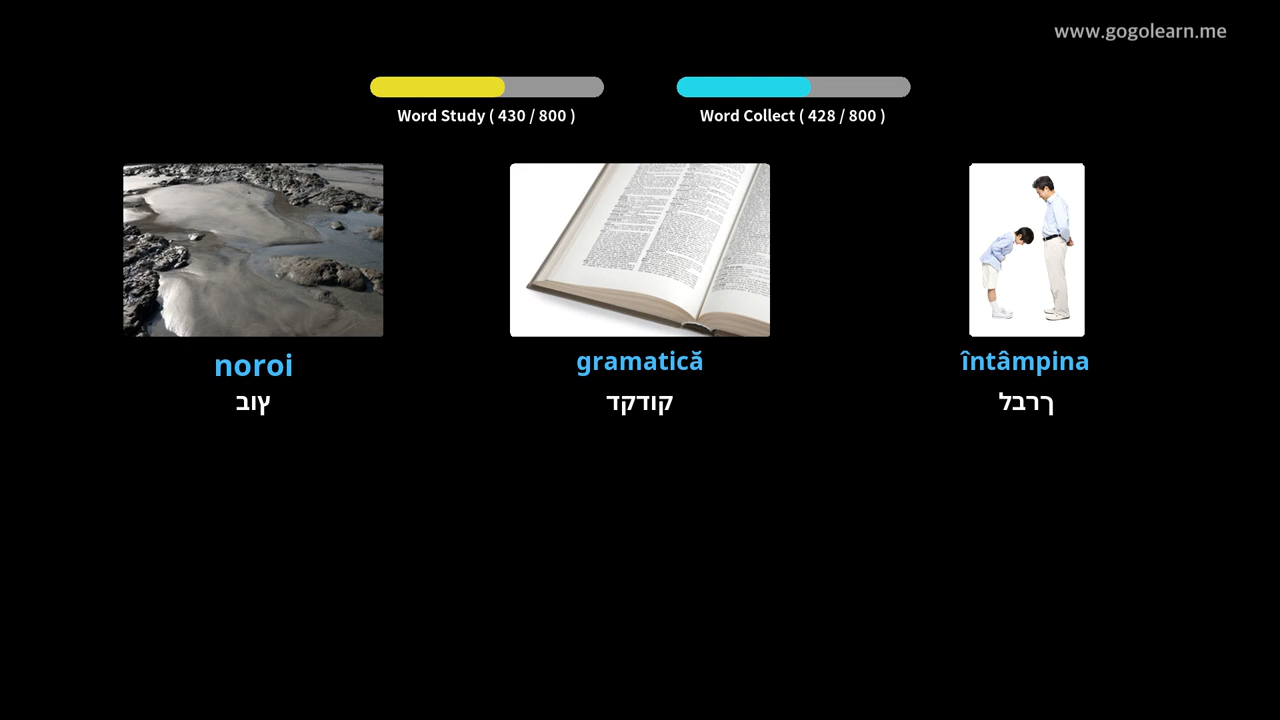 www.gogolearn.me
Word Study ( 430 / 800 )
Word Collect ( 428 / 800 )
noroi
בוץ
gramatică
דקדוק
întâmpina
לברך